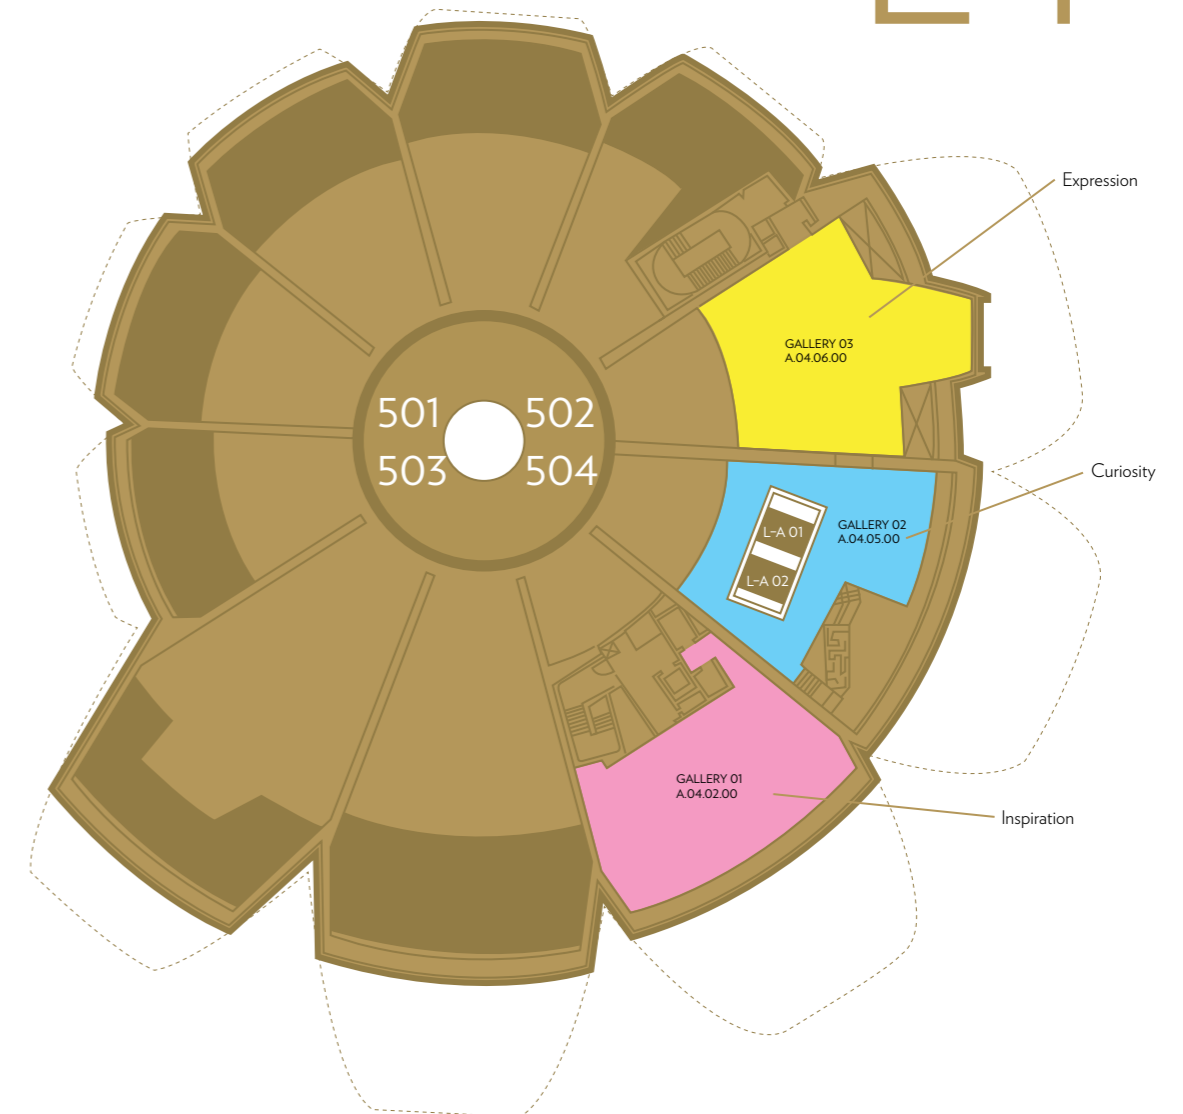 Expression
GALLERY 03
A.04.06.00
501 502
503 504
Curiosity
GALLERY 02
A.04.05.00
L-A 01
L-A 02
GALLERY 01
A.04.02.00
Inspiration